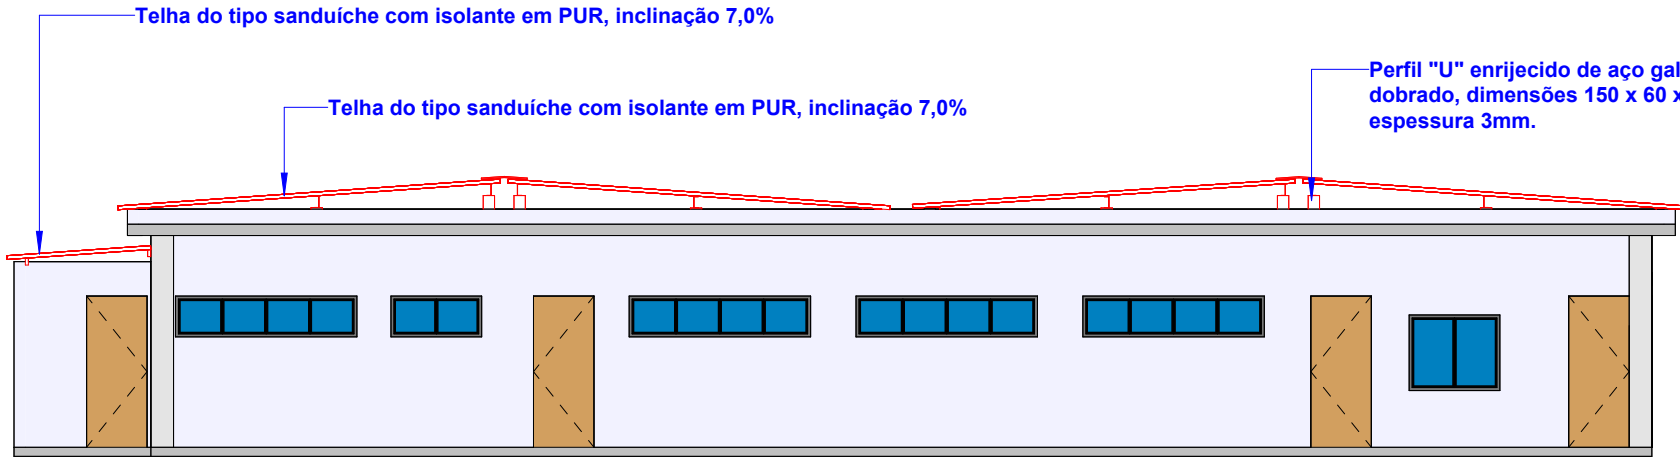 Telha do tipo sanduíche com isolante em PUR, inclinação 7,0%
Perfil "U" enrijecido de aço gal
dobrado, dimensões 150 x 60 x
espessura 3mm.
Telha do tipo sanduíche com isolante em PUR, inclinação 7,0%